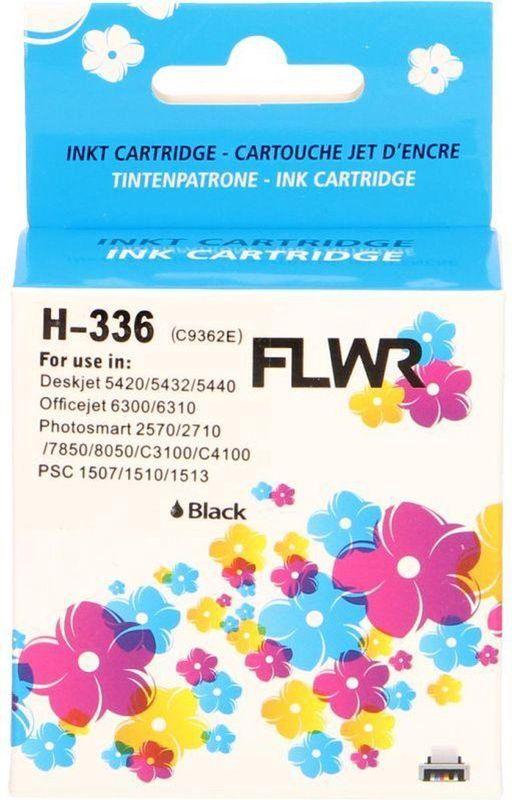 INKT CARTRIDGE - CARTOUCHE JET D'ENCRE
TINTENPATRONE - INK CARTRIDGE
INKT CARTRIDGE
INK CARTRIDGE
H-336 (C9362E)
FLWR
For use in:
Deskjet 5420/5432/5440
Officejet 6300/6310
Photosmart 2570/2710
/7850/8050/C3100/C4100
PSC 1507/1510/1513
Black